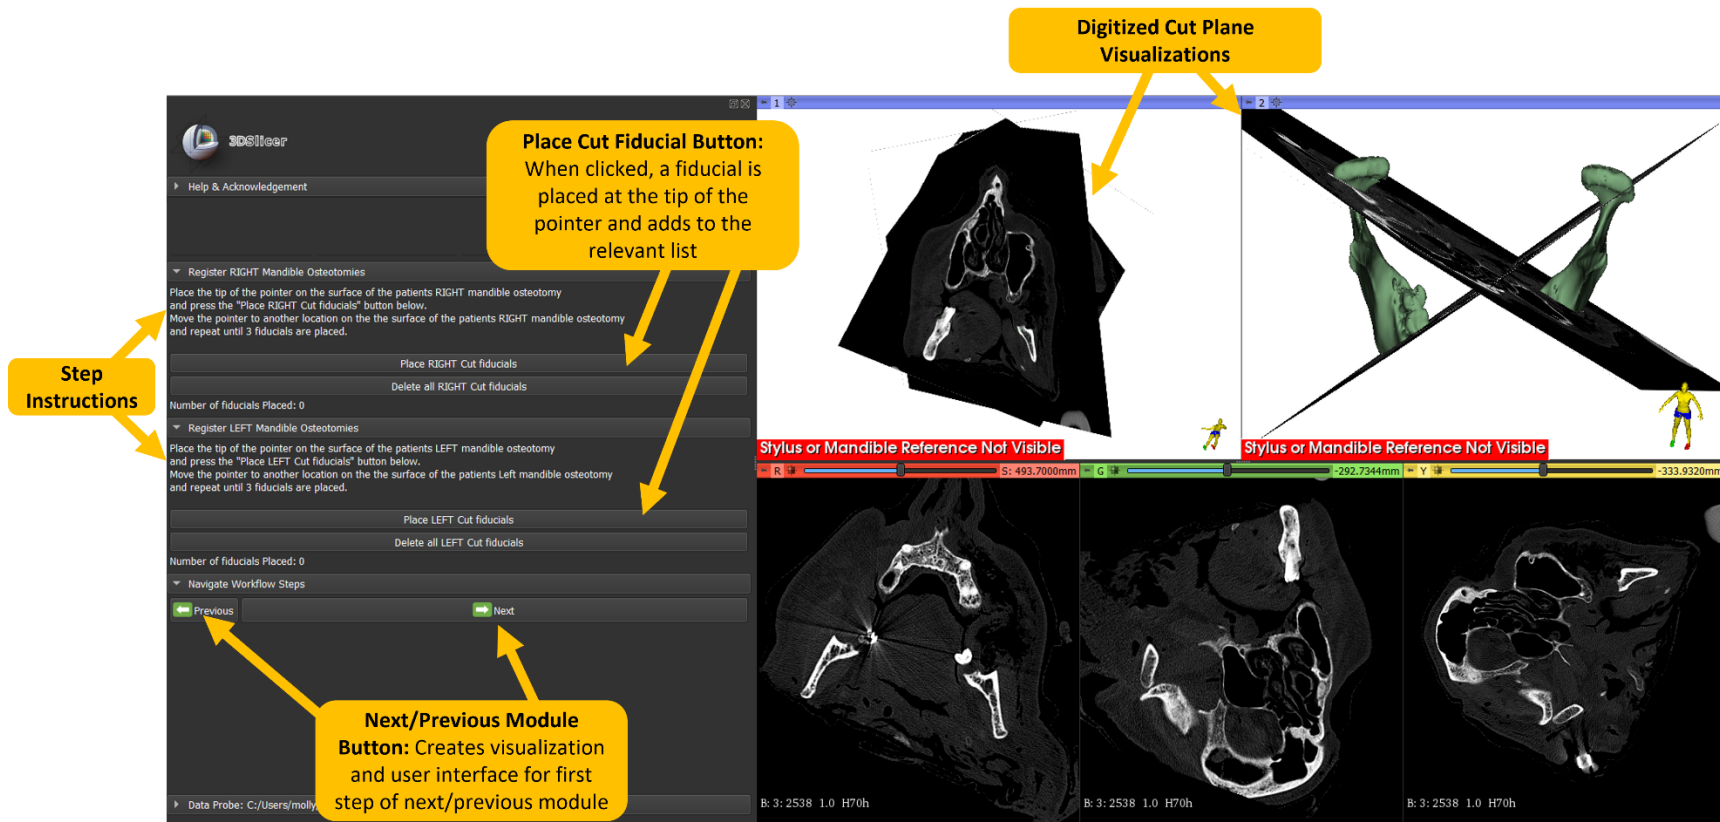 Digitized Cut Plane
Visualizations
1
2
3DSlicer
Place Cut Fiducial Button:
When clicked, a fiducial is
placed at the tip of the
pointer and adds to the
relevant list
Help & Acknowledgement
Register RIGHT Mandible Osteotomies
Place the tip of the pointer on the surface of the patients RIGHT mandible osteotomy
and press the "Place RIGHT Cut fiducials" button below.
Move the pointer to another location on the the surface of the patients RIGHT mandible osteotomy
and repeat until 3 fiducials are placed.
Place RIGHT Cut fiducials
Delete all RIGHT Cut fiducials
Number of fiducials Placed: 0
Step
Instructions
Register LEFT Mandible Osteotomies
Place the tip of the pointer on the surface of the patients LEFT mandible osteotomy
and press the "Place LEFT Cut fiducials" button below.
Move the pointer to another location on the the surface of the patients Left mandible osteotomy
and repeat until 3 fiducials are placed.
Place LEFT Cut fiducials
Delete all LEFT Cut fiducials
Number of fiducials Placed: 0
Navigate Workflow Steps
Previous
Next
Next/Previous Module
Button: Creates visualization
and user interface for first
step of next/previous module
Data Probe: C:/Users/molly
Stylus or Mandible Reference Not Visible
Stylus or Mandible Reference Not Visible
R S: 493.7000mm
G -292.7344mm
Y -333.9320mm
B: 3: 2538 1.0 H70h
B: 3: 2538 1.0 H70h
B: 3: 2538 1.0 H70h